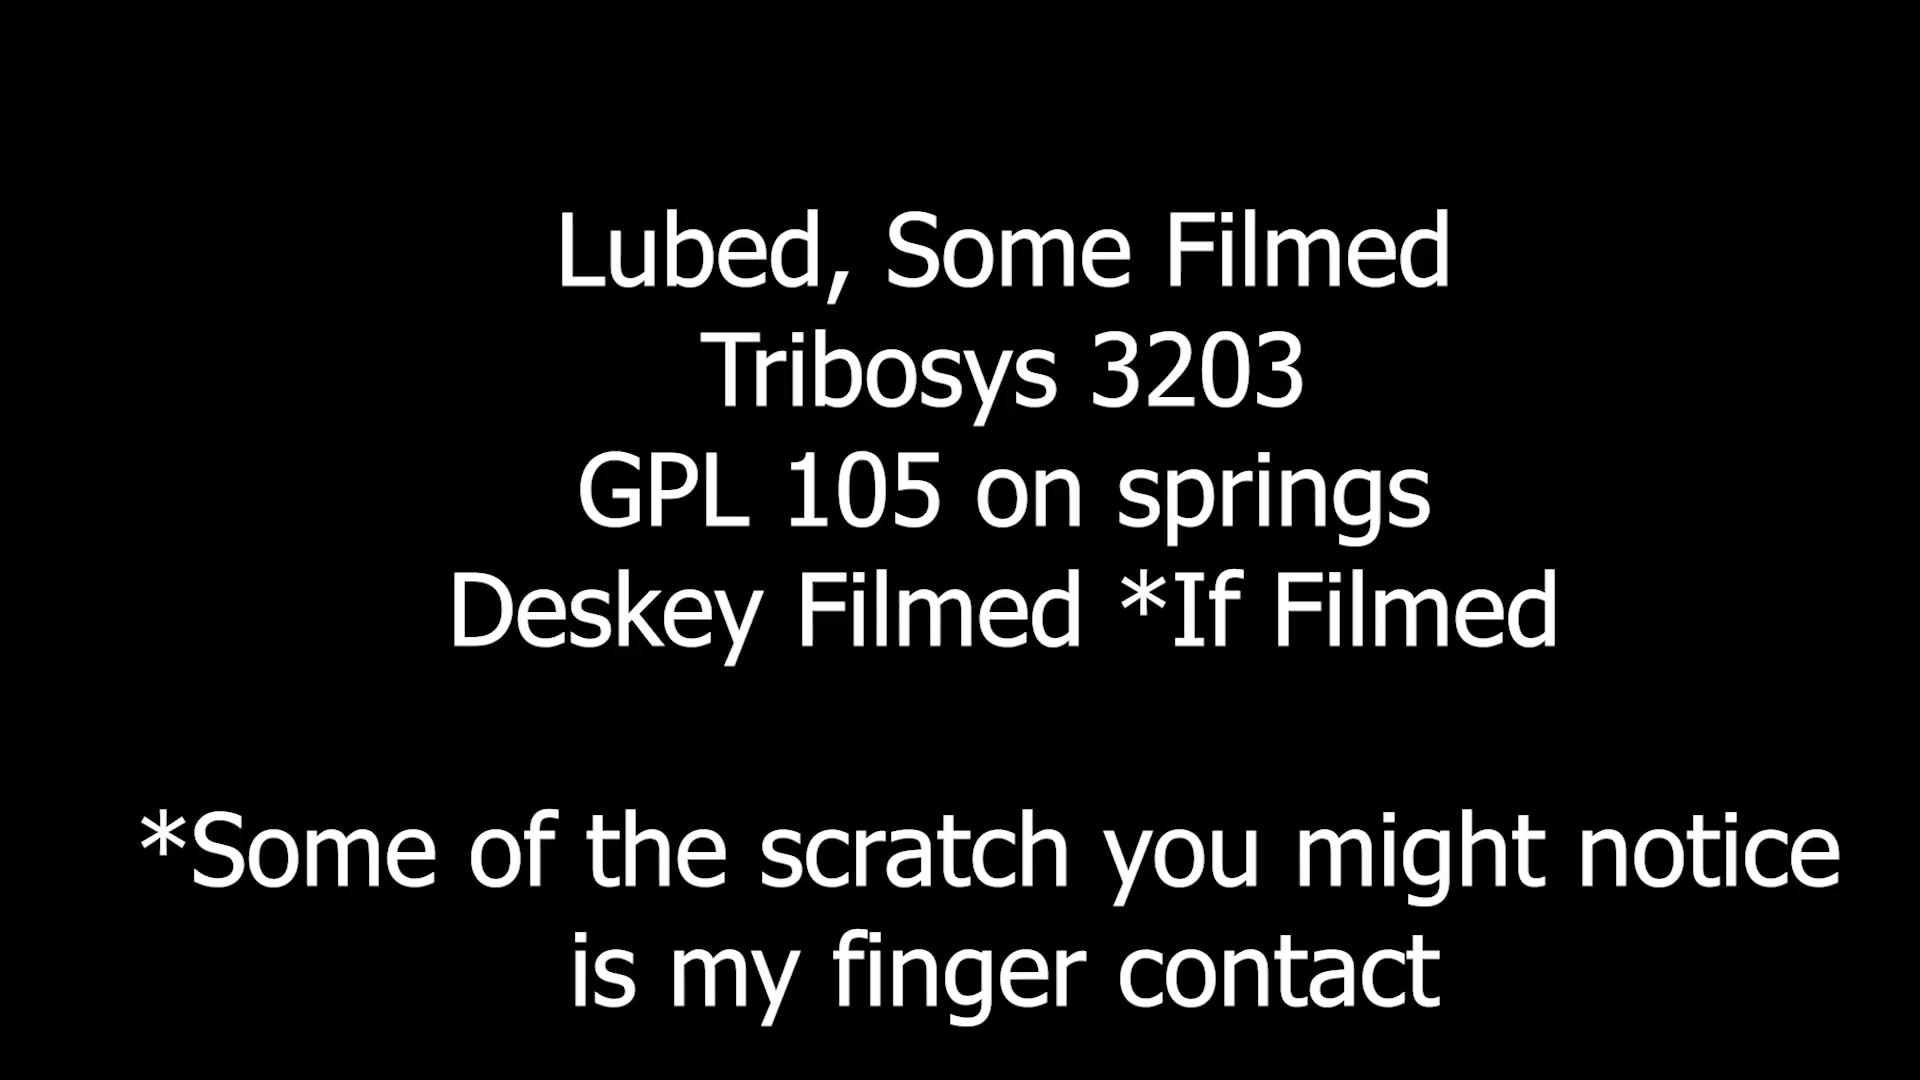 Lubed, Some Filmed
Tribosys 3203
GPL 105 on springs
Deskey Filmed *If Filmed
*Some of the scratch you might notice
is my finger contact